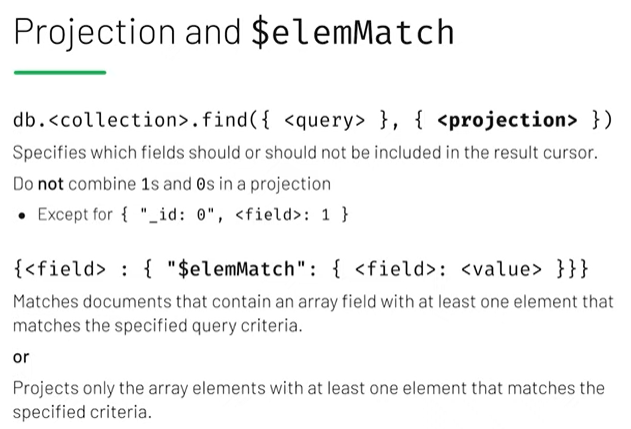 Projection and $elemMatch
db.<collection>.find({ <query> }, { <projection> })
Specifies which fields should or should not be included in the result cursor.
Do not combine 1s and 0s in a projection
• Except for { "_id: 0", <field>: 1 }
{<field> : { "$elemMatch": { <field>: <value> }}}
Matches documents that contain an array field with at least one element that
matches the specified query criteria.
or
Projects only the array elements with at least one element that matches the
specified criteria.